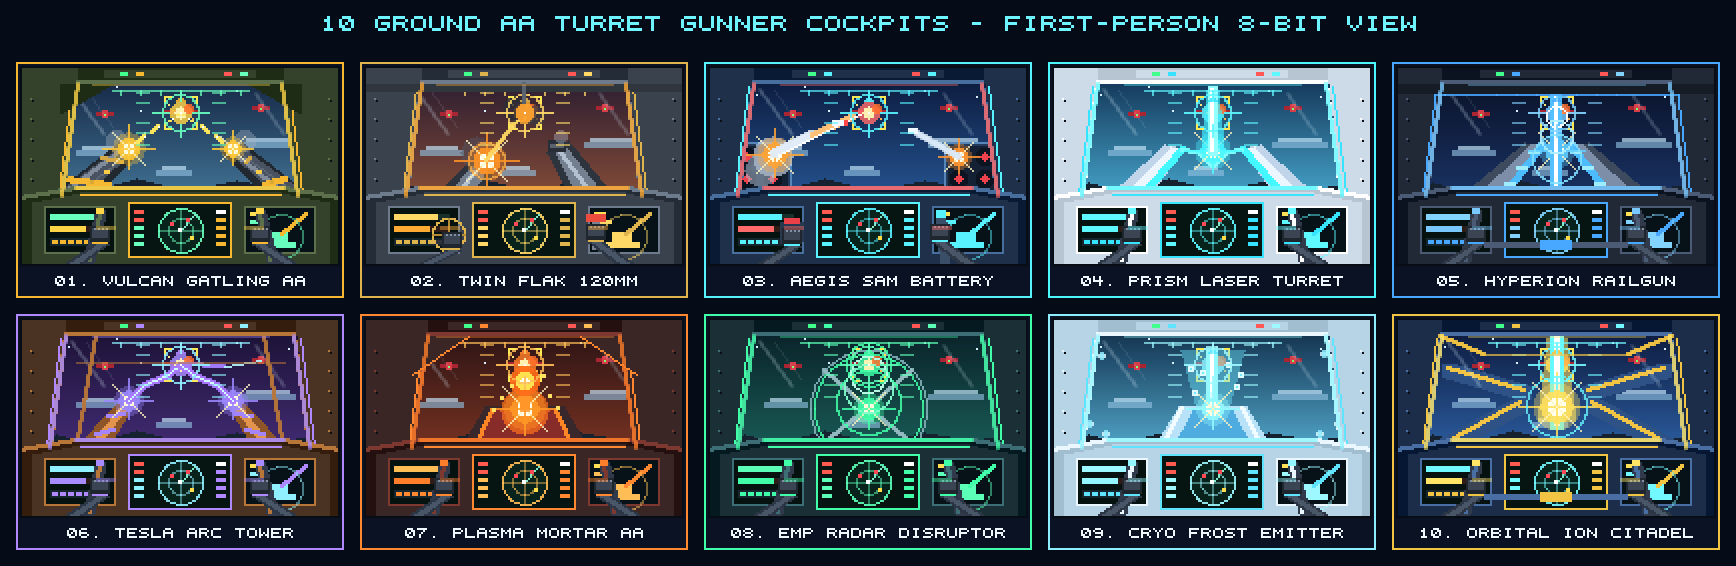 10 GROUND AA TURRET GUNNER COCKPITS - FIRST-PERSON 8-BIT VIEW
01. VULCAN GATLING AA
02. TWIN FLAK 120MM
03. AEGIS SAM BATTERY
04. PRISM LASER TURRET
05. HYPERION RAILGUN
06. TESLA ARC TOWER
07. PLASMA MORTAR AA
08. EMP RADAR DISRUPTOR
09. CRYO FROST EMITTER
10. ORBITAL ION CITADEL